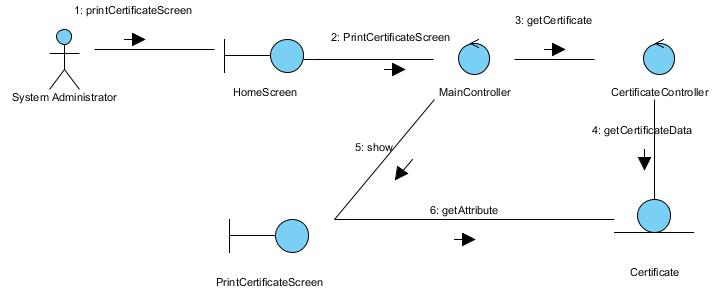 1: printCertificateScreen
3: getCertificate
2: PrintCertificateScreen
System Administrator
HomeScreen
MainController
CertificateController
4: getCertificateData
5: show
6: getAttribute
PrintCertificateScreen
Certificate